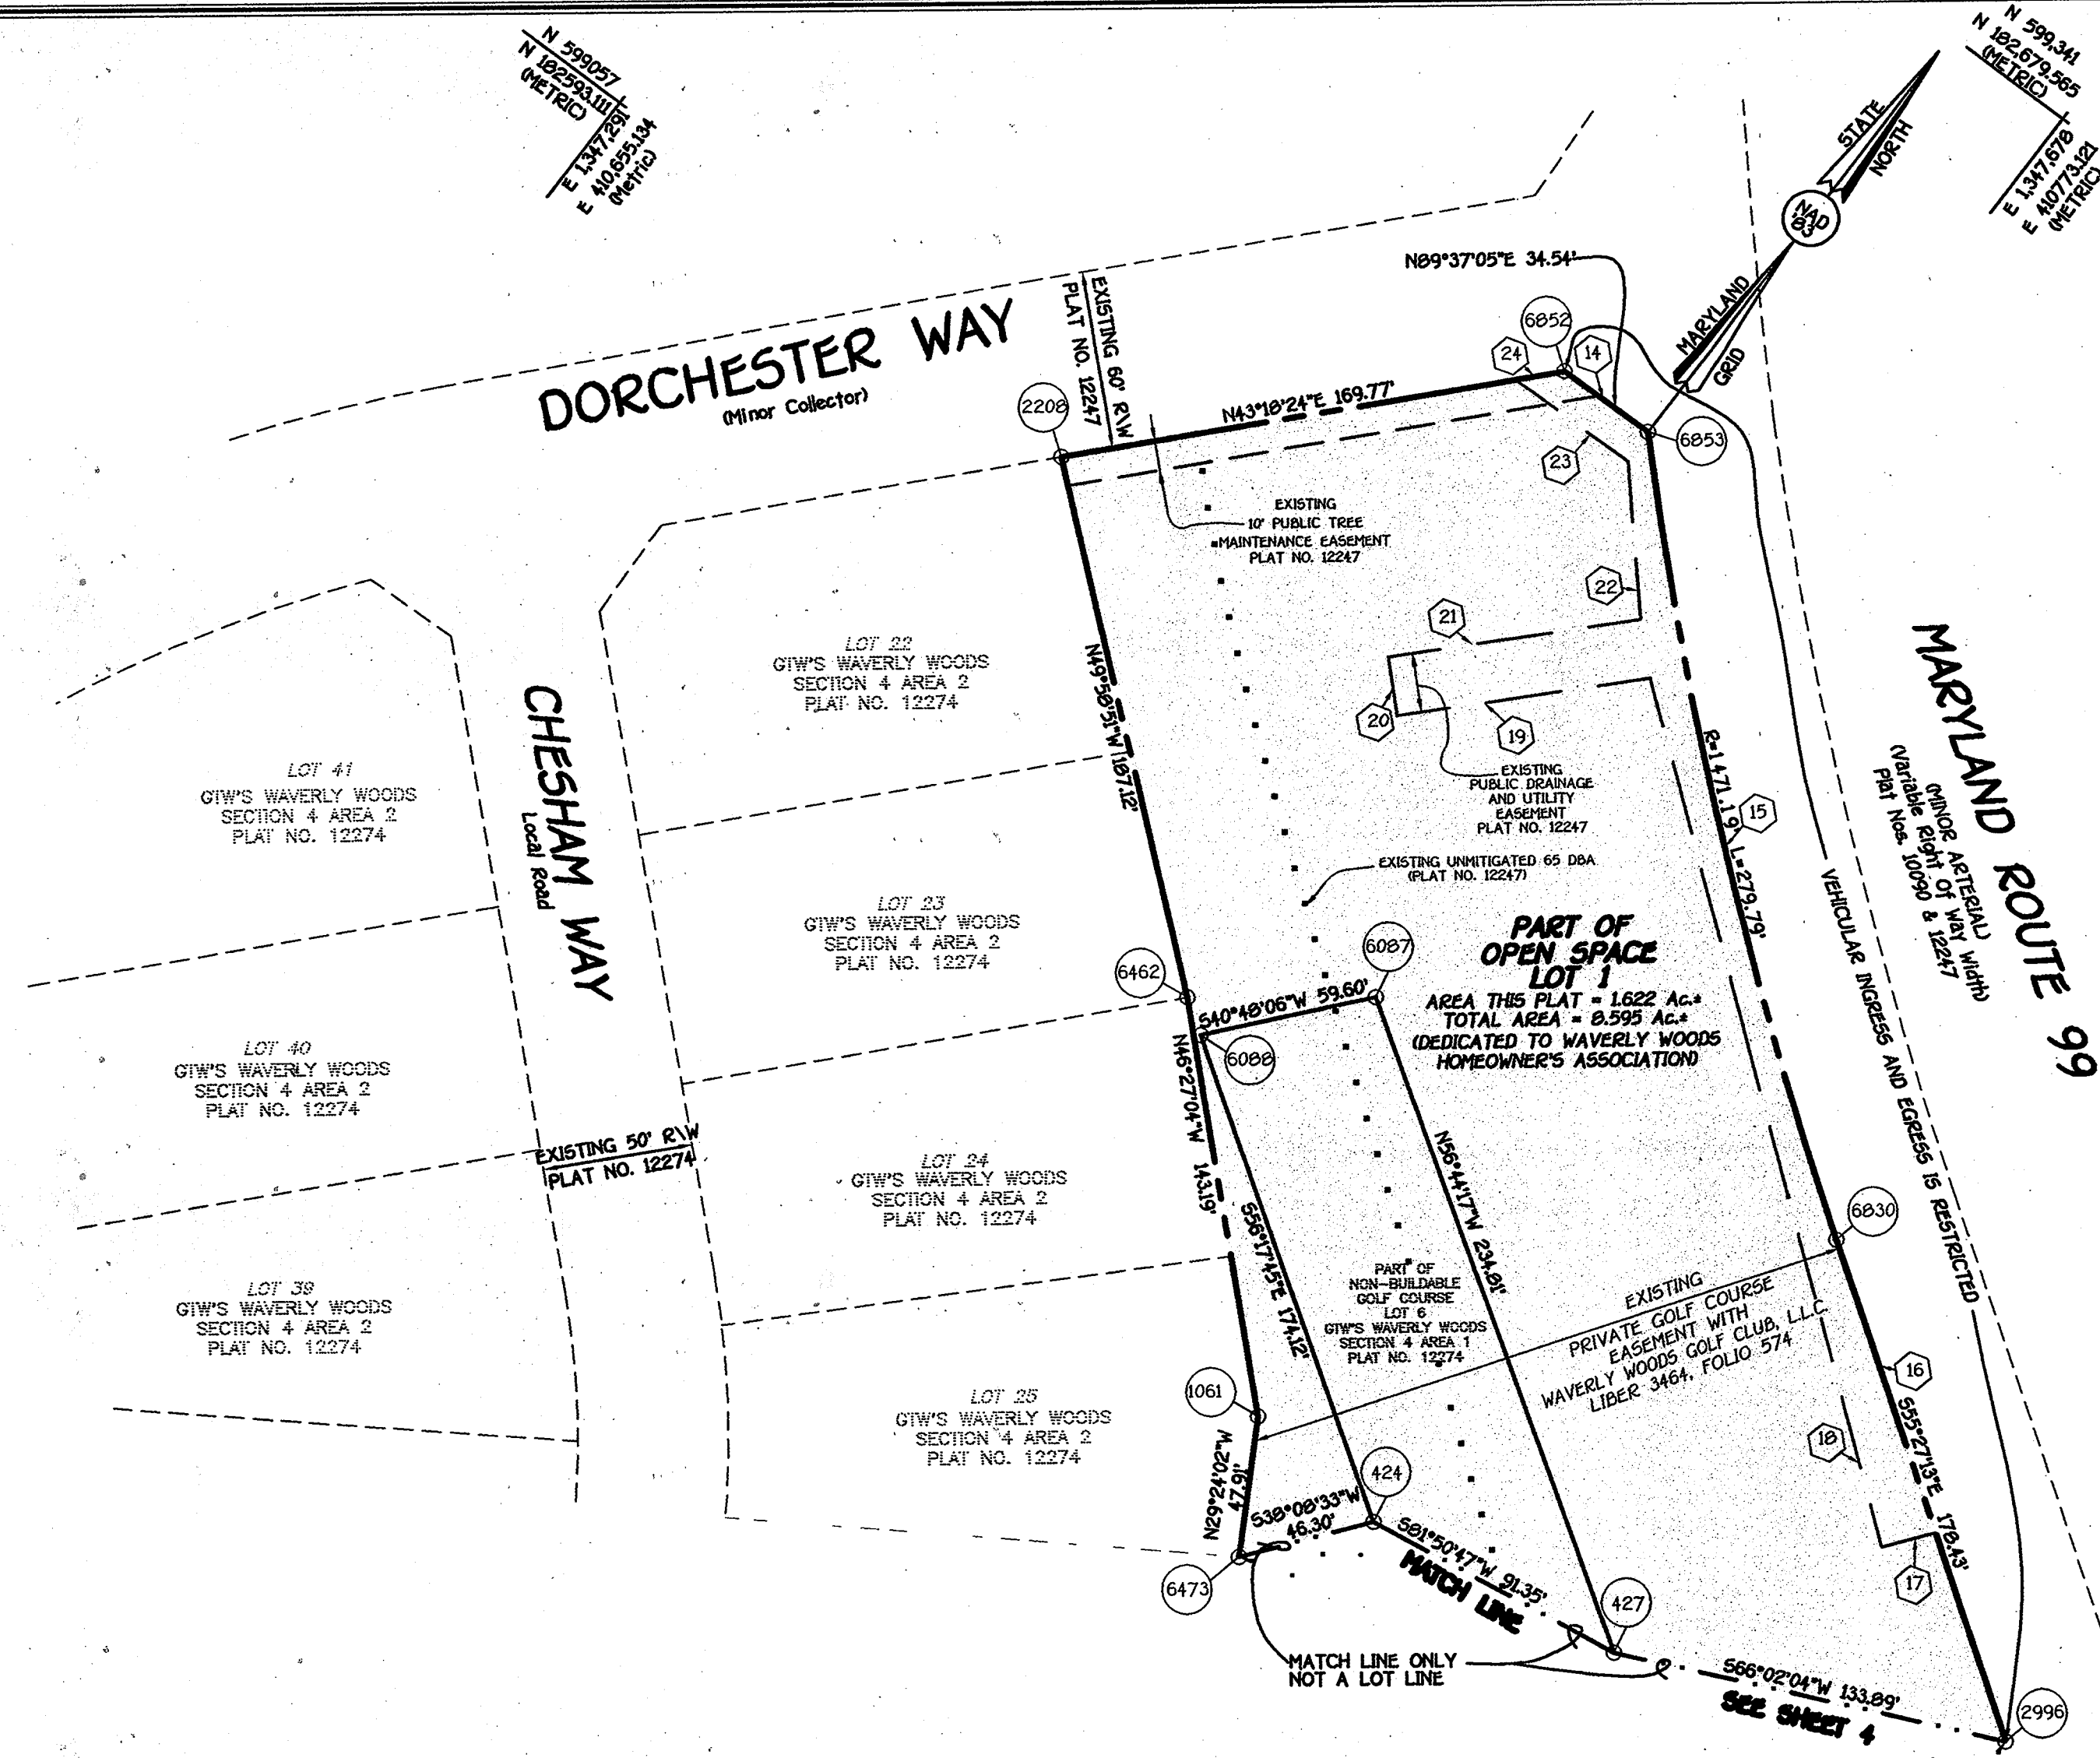 N 599057
N 182593.111
(METRIC)
E 1,347,291
E 410,655.134
(Metric)
N 599,341
N 182,679.565
(METRIC)
E 1,347,678
E 410773.121
(METRIC)
STATE
NORTH
NAD
'83
MARYLAND
GRID
N89°37'05"E 34.54'
DORCHESTER WAY
(Minor Collector)
EXISTING 60' R\W
PLAT NO. 12247
2208
N43°18'24"E 169.77'
24
6852
14
6853
23
EXISTING
10' PUBLIC TREE
MAINTENANCE EASEMENT
PLAT NO. 12247
22
21
20
19
EXISTING
PUBLIC DRAINAGE
AND UTILITY
EASEMENT
PLAT NO. 12247
EXISTING UNMITIGATED 65 DBA
(PLAT NO. 12247)
R=1471.19' L=279.79'
15
MARYLAND ROUTE 99
(MINOR ARTERIAL)
(Variable Right Of Way Width)
Plat Nos. 10090 & 12247
VEHICULAR INGRESS AND EGRESS IS RESTRICTED
N49°58'51"W 187.12'
LOT 22
GTW'S WAVERLY WOODS
SECTION 4 AREA 2
PLAT NO. 12274
LOT 41
GTW'S WAVERLY WOODS
SECTION 4 AREA 2
PLAT NO. 12274
CHESHAM WAY
Local Road
LOT 23
GTW'S WAVERLY WOODS
SECTION 4 AREA 2
PLAT NO. 12274
6462
6087
S40°48'06"W 59.60'
6088
PART OF
OPEN SPACE
LOT 1
AREA THIS PLAT = 1.622 Ac.±
TOTAL AREA = 8.595 Ac.±
(DEDICATED TO WAVERLY WOODS
HOMEOWNER'S ASSOCIATION)
LOT 40
GTW'S WAVERLY WOODS
SECTION 4 AREA 2
PLAT NO. 12274
EXISTING 50' R\W
PLAT NO. 12274
LOT 24
GTW'S WAVERLY WOODS
SECTION 4 AREA 2
PLAT NO. 12274
N46°27'04"W 143.19'
S56°17'45"E 174.12'
N56°44'17"W 234.81'
6830
PART OF
NON-BUILDABLE
GOLF COURSE
LOT 6
GTW'S WAVERLY WOODS
SECTION 4 AREA 1
PLAT NO. 12274
EXISTING
PRIVATE GOLF COURSE
EASEMENT WITH
WAVERLY WOODS GOLF CLUB, L.L.C.
LIBER 3464, FOLIO 574
LOT 39
GTW'S WAVERLY WOODS
SECTION 4 AREA 2
PLAT NO. 12274
LOT 25
GTW'S WAVERLY WOODS
SECTION 4 AREA 2
PLAT NO. 12274
1061
16
18
S55°27'13"E 178.43'
17
N29°24'02"W
47.91'
S38°08'33"W
46.30'
424
6473
S81°50'47"W 91.35'
MATCH LINE
427
MATCH LINE ONLY
NOT A LOT LINE
S66°02'04"W 133.89'
SEE SHEET 4
2996